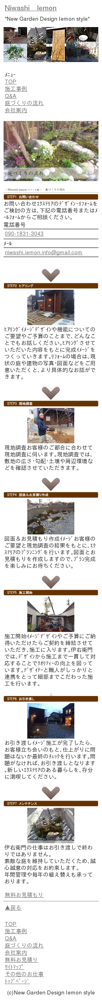 Niwashi　Iemon
*New Garden Design Iemon style*
ﾒﾆｭｰ
TOP
施工事例
Q&A
庭づくりの流れ
会社案内
庭づくりの流れ
～ Niwashi Iemon のつくる庭～　庭づくりの流れ
STEP1 お問い合わせ
お問い合わせｴｸｽﾃﾘｱのﾃﾞｻﾞｲﾝ･ﾘﾌｫｰﾑを
ご検討の方は､下記の電話番号またはﾒ
ｰﾙﾌｫｰﾑからご相談ください。
電話番号
090-1831-3043
ﾒｰﾙ
niwashi.iemon.info@gmail.com
STEP2 ヒアリング
ﾋｱﾘﾝｸﾞｲﾒｰｼﾞﾃﾞｻﾞｲﾝや機能についての
ご要望やご予算のことまで､どんなこ
とでもお話しください｡ﾋｱﾘﾝｸﾞさせて
いただいた内容をもとに完成ｲﾒｰｼﾞを
つくっていきます｡ﾘﾌｫｰﾑの場合は､現
状の庭や建物の写真･図面などをご用
意いただくと､より具体的なお話がで
きます｡
STEP3 現地調査
現地調査お客様のご都合に合わせて
現地調査に伺います｡現地調査では､
敷地の広さ･勾配･土壌や周辺環境な
どを確認させていただきます｡
STEP4 図面＆お見積り作成
図面＆お見積もり作成ｲﾒｰｼﾞお客様の
ご要望と現地調査の結果をもとに､ｴｸ
ｽﾃﾘｱのﾌﾟﾗﾝﾆﾝｸﾞを行います｡図面とお
見積もりを作成しますので､ﾌﾟﾗﾝ完成
を楽しみにお待ちください｡
STEP5 施工開始
施工開始ｲﾒｰｼﾞﾃﾞｻﾞｲﾝやご予算にご納
得いただけたらご契約を締結させて
いただき､施工に入ります｡伊右衛門
では､ﾃﾞｻﾞｲﾝから施工まで一貫して対
応することでｸｵﾘﾃｨｰの向上を図って
います｡ﾃﾞｻﾞｲﾅｰと職人がしっかりと
連携をとって細部までこだわった施
工を行います｡
STEP6 お引き渡し
お引き渡しｲﾒｰｼﾞ施工が完了したら､
お客様立ち会いのもと､仕上がりに問
題はないか最終のﾁｪｯｸを行います｡問
題がなければ､お引き渡しとなります
｡新しいｴｸｽﾃﾘｱのある暮らしを､存分
に満喫してください｡
STEP7 メンテナンス
伊右衛門の仕事はお引き渡しで終わ
りではありません｡
素敵な庭を維持していただくため､誠
心誠意の対応をお約束します｡
年間管理や毎年の植え替えも承って
おります｡
無料お見積もり
▲戻る
TOP
施工事例
Q&A
庭づくりの流れ
会社案内
無料お見積り
ｻｲﾄﾏｯﾌﾟ
その他のお仕事
ﾄｯﾌﾟﾍﾟｰｼﾞ
(c)New Garden Design Iemon style